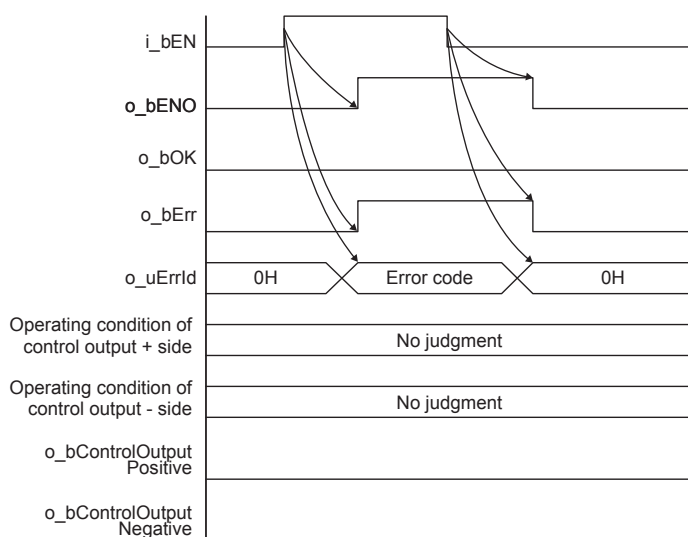 i_bEN
o_bENO
o_bOK
o_bErr
o_uErrId
0H
Error code
0H
Operating condition of
control output + side
No judgment
Operating condition of
control output - side
No judgment
o_bControlOutput
Positive
o_bControlOutput
Negative